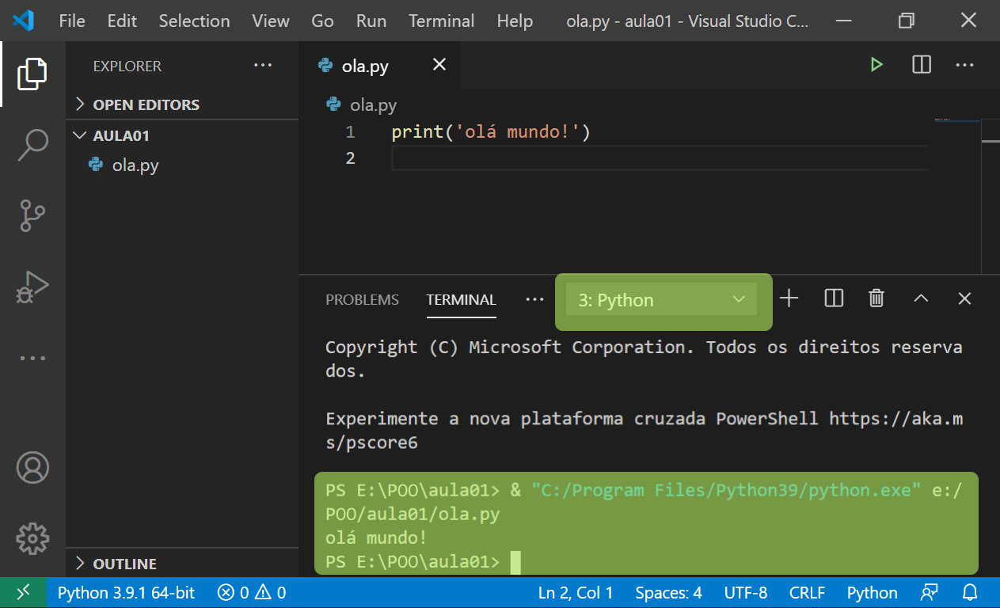 File Edit Selection View Go Run Terminal Help ola.py - aula01 - Visual Studio C...
EXPLORER ...
OPEN EDITORS
AULA01
ola.py
OUTLINE
ola.py
ola.py
1 print('olá mundo!')
2
PROBLEMS TERMINAL ... 3: Python
Copyright (C) Microsoft Corporation. Todos os direitos reserva
dos.
Experimente a nova plataforma cruzada PowerShell https://aka.m
s/pscore6
PS E:\POO\aula01> & "C:/Program Files/Python39/python.exe" e:/
POO/aula01/ola.py
olá mundo!
PS E:\POO\aula01>
Python 3.9.1 64-bit 0 0 Ln 2, Col 1 Spaces: 4 UTF-8 CRLF Python